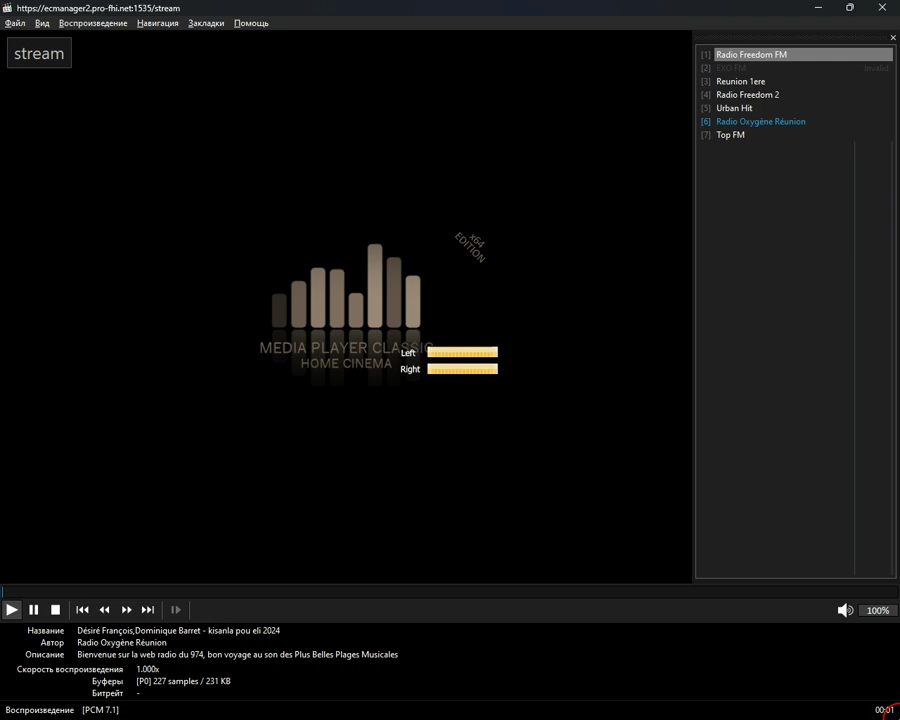 https://ecmanager2.pro-fhi.net:1535/stream
Файл Вид Воспроизведение Навигация Закладки Помощь
stream
[1] Radio Freedom FM
[2] EXO FM Invalid
[3] Reunion 1ere
[4] Radio Freedom 2
[5] Urban Hit
[6] Radio Oxygène Réunion
[7] Top FM
x64
EDITION
MEDIA PLAYER CLASSIC
HOME CINEMA
Left
Right
100%
Название Désiré François,Dominique Barret - kisanla pou eli 2024
Автор Radio Oxygène Réunion
Описание Bienvenue sur la web radio du 974, bon voyage au son des Plus Belles Plages Musicales
Скорость воспроизведения 1.000x
Буферы [P0] 227 samples / 231 KB
Битрейт -
Воспроизведение [PCM 7.1] 00:01